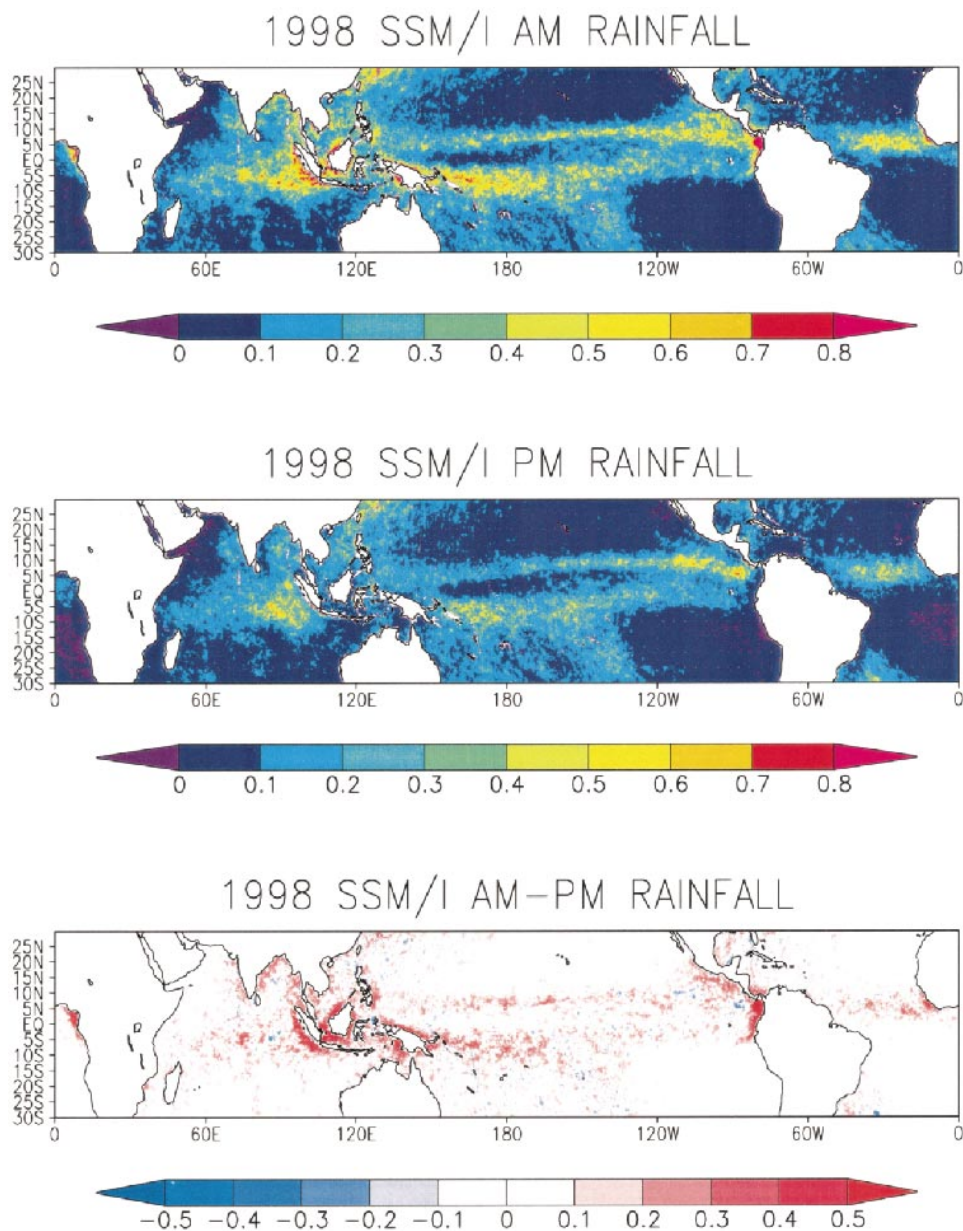 1998 SSM/I AM RAINFALL
25N
20N
15N
10N
5N
EQ
5S
10S
15S
20S
25S
30S
0 60E 120E 180 120W 60W 0
0 0.1 0.2 0.3 0.4 0.5 0.6 0.7 0.8
1998 SSM/I PM RAINFALL
25N
20N
15N
10N
5N
EQ
5S
10S
15S
20S
25S
30S
0 60E 120E 180 120W 60W 0
0 0.1 0.2 0.3 0.4 0.5 0.6 0.7 0.8
1998 SSM/I AM-PM RAINFALL
25N
20N
15N
10N
5N
EQ
5S
10S
15S
20S
25S
30S
0 60E 120E 180 120W 60W 0
-0.5 -0.4 -0.3 -0.2 -0.1 0 0.1 0.2 0.3 0.4 0.5